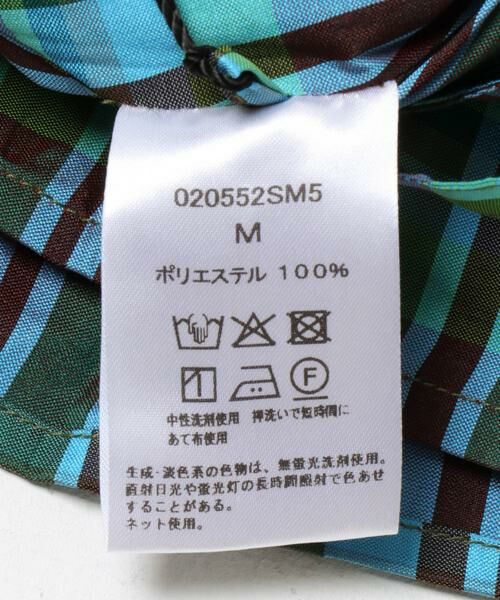 020552SM5
M
ポリエステル 100%
F
中性洗剤使用 押洗いで短時間に
あて布使用
生成・淡色系の色物は、無蛍光洗剤使用。
直射日光や蛍光灯の長時間照射で色あせ
することがある。
ネット使用。